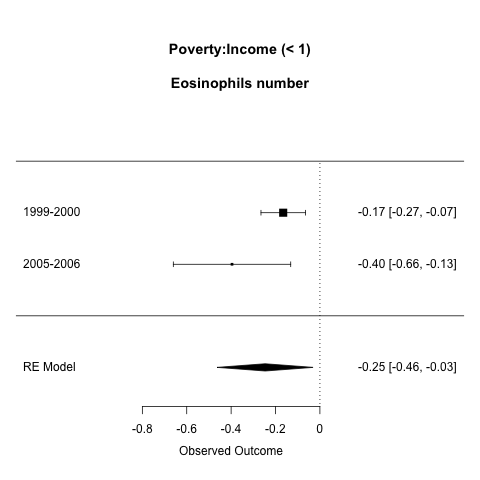 Poverty:Income (< 1)
Eosinophils number
1999-2000 -0.17 [-0.27, -0.07]
2005-2006 -0.40 [-0.66, -0.13]
RE Model -0.25 [-0.46, -0.03]
-0.8 -0.6 -0.4 -0.2 0
Observed Outcome